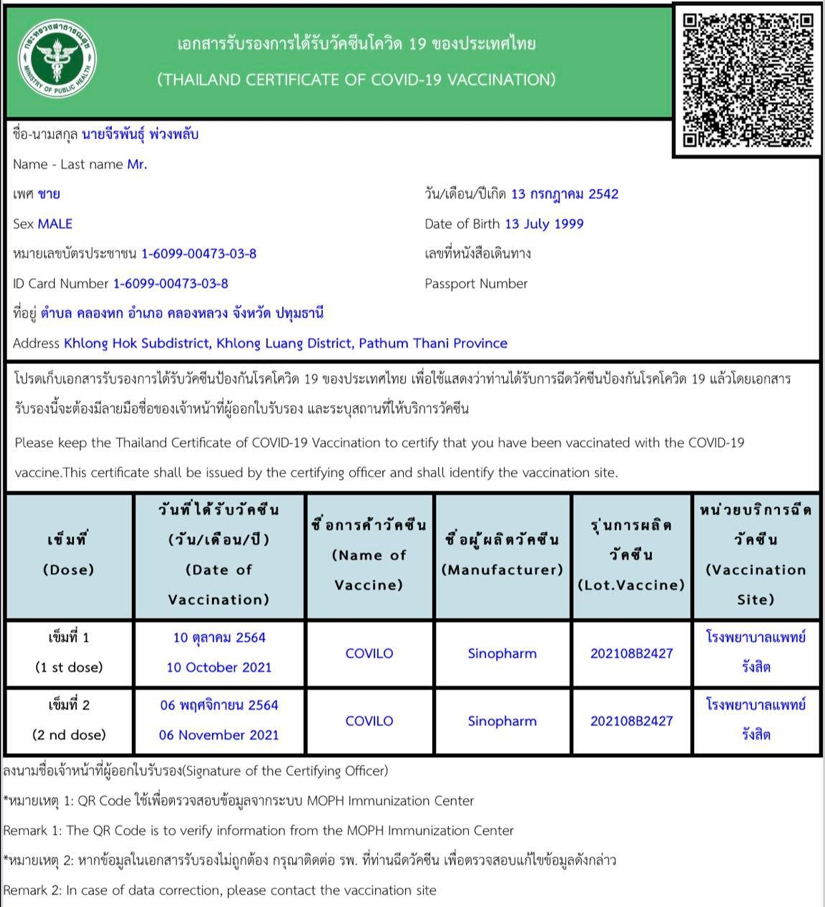 กระทรวงสาธารณสุข
MINISTRY OF PUBLIC HEALTH
เอกสารรับรองการได้รับวัคซีนโควิด 19 ของประเทศไทย
(THAILAND CERTIFICATE OF COVID-19 VACCINATION)
ชื่อ-นามสกุล นายจีรพันธุ์ พ่วงพลับ
Name - Last name Mr.
เพศ ชาย วัน/เดือน/ปีเกิด 13 กรกฎาคม 2542
Sex MALE Date of Birth 13 July 1999
หมายเลขบัตรประชาชน 1-6099-00473-03-8 เลขที่หนังสือเดินทาง
ID Card Number 1-6099-00473-03-8 Passport Number
ที่อยู่ ตำบล คลองหก อำเภอ คลองหลวง จังหวัด ปทุมธานี
Address Khlong Hok Subdistrict, Khlong Luang District, Pathum Thani Province
โปรดเก็บเอกสารรับรองการได้รับวัคซีนป้องกันโรคโควิด 19 ของประเทศไทย เพื่อใช้แสดงว่าท่านได้รับการฉีดวัคซีนป้องกันโรคโควิด 19 แล้วโดยเอกสาร
รับรองนี้จะต้องมีลายมือชื่อของเจ้าหน้าที่ผู้ออกใบรับรอง และระบุสถานที่ให้บริการวัคซีน
Please keep the Thailand Certificate of COVID-19 Vaccination to certify that you have been vaccinated with the COVID-19
vaccine.This certificate shall be issued by the certifying officer and shall identify the vaccination site.
เข็มที่
(Dose)
วันที่ได้รับวัคซีน
(วัน/เดือน/ปี)
(Date of
Vaccination)
ชื่อการค้าวัคซีน
(Name of
Vaccine)
ชื่อผู้ผลิตวัคซีน
(Manufacturer)
รุ่นการผลิต
วัคซีน
(Lot.Vaccine)
หน่วยบริการฉีด
วัคซีน
(Vaccination
Site)
เข็มที่ 1
(1 st dose)
10 ตุลาคม 2564
10 October 2021
COVILO
Sinopharm
202108B2427
โรงพยาบาลแพทย์
รังสิต
เข็มที่ 2
(2 nd dose)
06 พฤศจิกายน 2564
06 November 2021
COVILO
Sinopharm
202108B2427
โรงพยาบาลแพทย์
รังสิต
ลงนามชื่อเจ้าหน้าที่ผู้ออกใบรับรอง(Signature of the Certifying Officer)
*หมายเหตุ 1: QR Code ใช้เพื่อตรวจสอบข้อมูลจากระบบ MOPH Immunization Center
Remark 1: The QR Code is to verify information from the MOPH Immunization Center
*หมายเหตุ 2: หากข้อมูลในเอกสารรับรองไม่ถูกต้อง กรุณาติดต่อ รพ. ที่ท่านฉีดวัคซีน เพื่อตรวจสอบแก้ไขข้อมูลดังกล่าว
Remark 2: In case of data correction, please contact the vaccination site